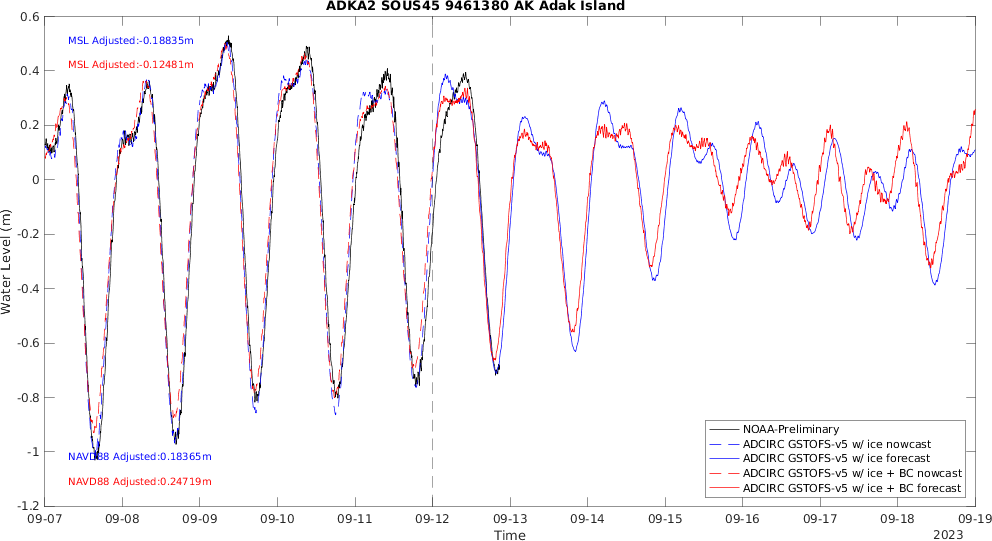 ADKA2 SOUS45 9461380 AK Adak Island
0.6
0.4
0.2
0
-0.2
-0.4
-0.6
-0.8
-1
-1.2
Water Level (m)
MSL Adjusted:-0.18835m
MSL Adjusted:-0.12481m
NAVD88 Adjusted:0.18365m
NAVD88 Adjusted:0.24719m
NOAA-Preliminary
ADCIRC GSTOFS-v5 w/ ice nowcast
ADCIRC GSTOFS-v5 w/ ice forecast
ADCIRC GSTOFS-v5 w/ ice + BC nowcast
ADCIRC GSTOFS-v5 w/ ice + BC forecast
09-07 09-08 09-09 09-10 09-11 09-12 09-13 09-14 09-15 09-16 09-17 09-18 09-19
Time
2023